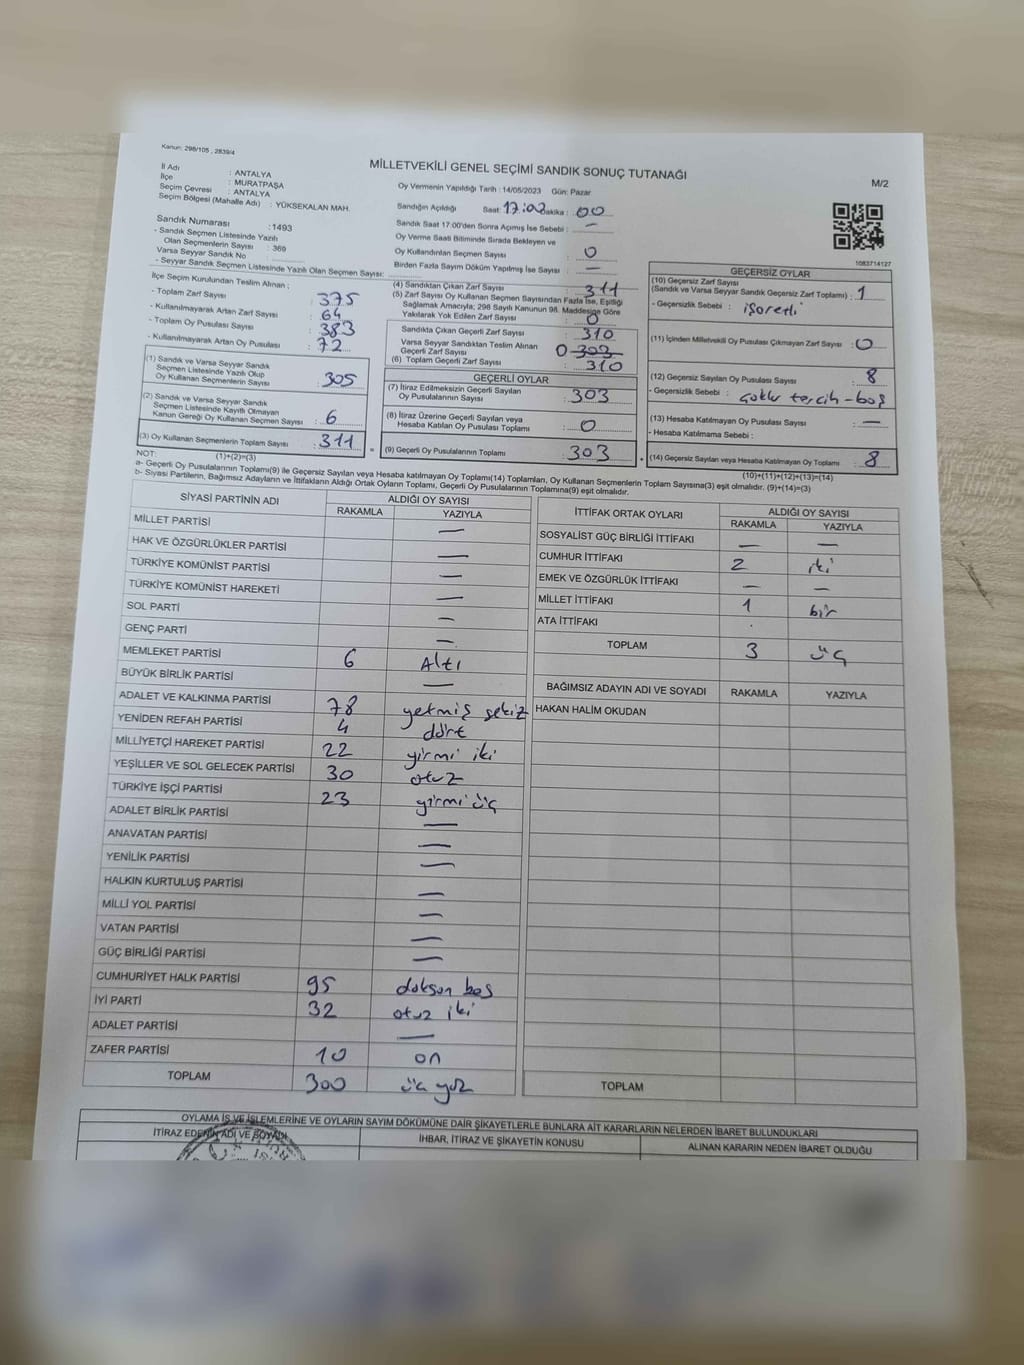 Kanun: 298/105 , 2839/4
MİLLETVEKİLİ GENEL SEÇİMİ SANDIK SONUÇ TUTANAĞI
M/2
İl Adı : ANTALYA
İlçe : MURATPAŞA
Seçim Çevresi : ANTALYA
Seçim Bölgesi (Mahalle Adı) : YÜKSEKALAN MAH.
Sandık Numarası : 1493
- Sandık Seçmen Listesinde Yazılı
Olan Seçmenlerin Sayısı : 369
Varsa Seyyar Sandık No :
- Seyyar Sandık Seçmen Listesinde Yazılı Olan Seçmen Sayısı:
Oy Vermenin Yapıldığı Tarih : 14/05/2023 Gün: Pazar
Sandığın Açıldığı Saat: 17:02 Dakika : 00
Sandık Saat 17:00'den Sonra Açımış İse Sebebi : —
Oy Verme Saati Bitiminde Sırada Bekleyen ve
Oy Kullandırılan Seçmen Sayısı : 0
Birden Fazla Sayım Döküm Yapılmış İse Sayısı : —
1083714127
İlçe Seçim Kurulundan Teslim Alınan ;
- Toplam Zarf Sayısı : 375
- Kullanılmayarak Artan Zarf Sayısı : 64
- Toplam Oy Pusulası Sayısı : 383
- Kullanılmayarak Artan Oy Pusulası : 72
(1) Sandık ve Varsa Seyyar Sandık
Seçmen Listesinde Yazılı Olup
Oy Kullanan Seçmenlerin Sayısı : 305
(2) Sandık ve Varsa Seyyar Sandık
Seçmen Listesinde Kayıtlı Olmayan
Kanun Gereği Oy Kullanan Seçmen Sayısı : 6
(3) Oy Kullanan Seçmenlerin Toplam Sayısı : 311
(4) Sandıktan Çıkan Zarf Sayısı : 311
(5) Zarf Sayısı Oy Kullanan Seçmen Sayısından Fazla İse, Eşitliği
Sağlamak Amacıyla; 298 Sayılı Kanunun 98. Maddesine Göre
Yakılarak Yok Edilen Zarf Sayısı : 0
Sandıkta Çıkan Geçerli Zarf Sayısı : 310
Varsa Seyyar Sandıktan Teslim Alınan
Geçerli Zarf Sayısı : 0 303
(6) Toplam Geçerli Zarf Sayısı : 310
GEÇERLİ OYLAR
(7) İtiraz Edilmeksizin Geçerli Sayılan
Oy Pusulalarının Sayısı : 303
(8) İtiraz Üzerine Geçerli Sayılan veya
Hesaba Katılan Oy Pusulası Toplamı : 0
(9) Geçerli Oy Pusulalarının Toplamı : 303
GEÇERSİZ OYLAR
(10) Geçersiz Zarf Sayısı
(Sandık ve Varsa Seyyar Sandık Geçersiz Zarf Toplamı) : 1
- Geçersizlik Sebebi : işaretli
(11) İçinden Milletvekili Oy Pusulası Çıkmayan Zarf Sayısı : 0
(12) Geçersiz Sayılan Oy Pusulası Sayısı : 8
- Geçersizlik Sebebi : çoklu tercih - boş
(13) Hesaba Katılmayan Oy Pusulası Sayısı : —
- Hesaba Katılmama Sebebi :
(14) Geçersiz Sayılan veya Hesaba Katılmayan Oy Toplamı : 8
NOT: (1)+(2)=(3) (10)+(11)+(12)+(13)=(14)
a- Geçerli Oy Pusulalarının Toplamı(9) ile Geçersiz Sayılan veya Hesaba katılmayan Oy Toplamı(14) Toplamları, Oy Kullanan Seçmenlerin Toplam Sayısına(3) eşit olmalıdır. (9)+(14)=(3)
b- Siyasi Partilerin, Bağımsız Adayların ve İttifakların Aldığı Ortak Oyların Toplamı, Geçerli Oy Pusulalarının Toplamına(9) eşit olmalıdır.
SİYASİ PARTİNİN ADI ALDIĞI OY SAYISI
RAKAMLA YAZIYLA
MİLLET PARTİSİ —
HAK VE ÖZGÜRLÜKLER PARTİSİ —
TÜRKİYE KOMÜNİST PARTİSİ —
TÜRKİYE KOMÜNİST HAREKETİ —
SOL PARTİ —
GENÇ PARTİ —
MEMLEKET PARTİSİ 6 Altı
BÜYÜK BİRLİK PARTİSİ —
ADALET VE KALKINMA PARTİSİ 78 yetmiş sekiz
YENİDEN REFAH PARTİSİ 4 dört
MİLLİYETÇİ HAREKET PARTİSİ 22 yirmi iki
YEŞİLLER VE SOL GELECEK PARTİSİ 30 otuz
TÜRKİYE İŞÇİ PARTİSİ 23 yirmi üç
ADALET BİRLİK PARTİSİ —
ANAVATAN PARTİSİ —
YENİLİK PARTİSİ —
HALKIN KURTULUŞ PARTİSİ —
MİLLİ YOL PARTİSİ —
VATAN PARTİSİ —
GÜÇ BİRLİĞİ PARTİSİ —
CUMHURİYET HALK PARTİSİ 95 doksan beş
İYİ PARTİ 32 otuz iki
ADALET PARTİSİ —
ZAFER PARTİSİ 10 on
TOPLAM 300 üç yüz
İTTİFAK ORTAK OYLARI ALDIĞI OY SAYISI
RAKAMLA YAZIYLA
SOSYALİST GÜÇ BİRLİĞİ İTTİFAKI — —
CUMHUR İTTİFAKI 2 iki
EMEK VE ÖZGÜRLÜK İTTİFAKI — —
MİLLET İTTİFAKI 1 bir
ATA İTTİFAKI
TOPLAM 3 üç
BAĞIMSIZ ADAYIN ADI VE SOYADI RAKAMLA YAZIYLA
HAKAN HALİM OKUDAN
TOPLAM
OYLAMA İŞ VE İŞLEMLERİNE VE OYLARIN SAYIM DÖKÜMÜNE DAİR ŞİKAYETLERLE BUNLARA AİT KARARLARIN NELERDEN İBARET BULUNDUKLARI
İTİRAZ EDENİN ADI VE SOYADI İHBAR, İTİRAZ VE ŞİKAYETİN KONUSU ALINAN KARARIN NEDEN İBARET OLDUĞU